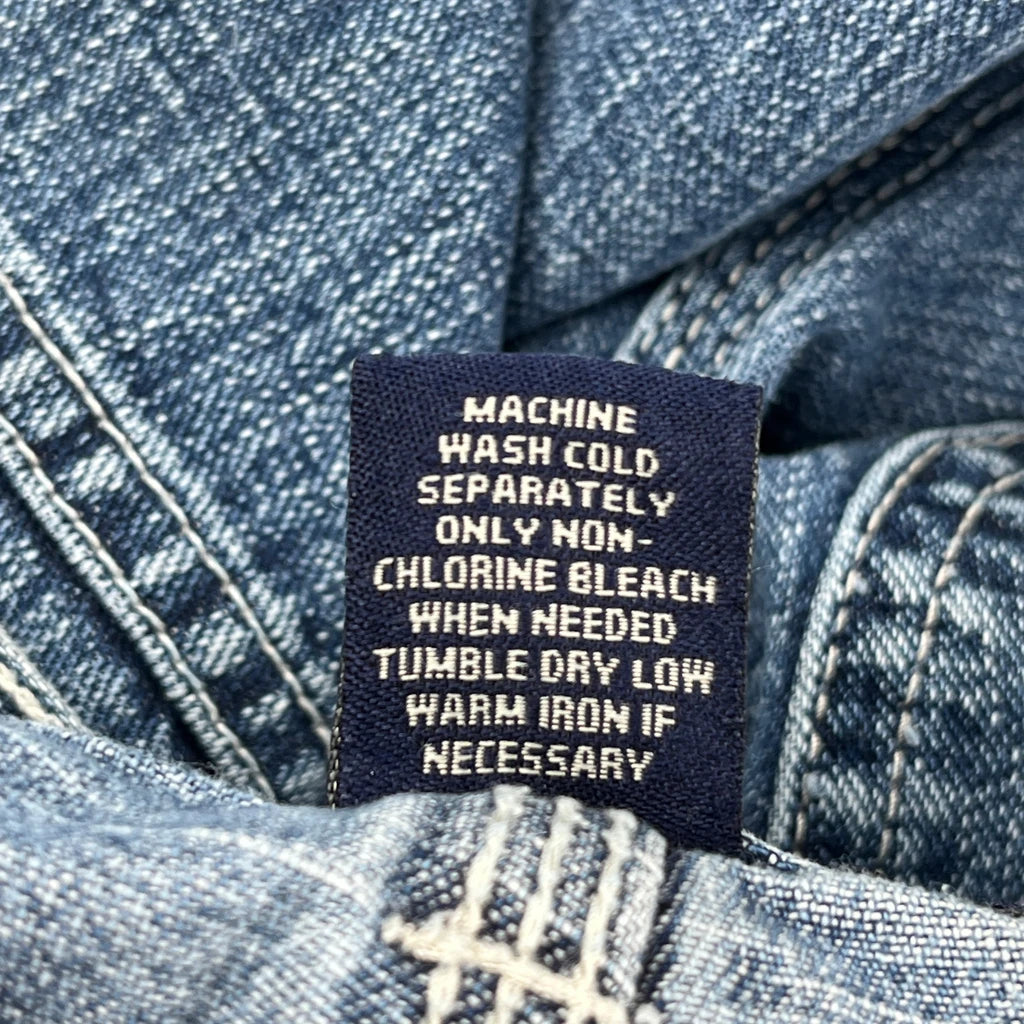 MACHINE
WASH COLD
SEPARATELY
ONLY NON-
CHLORINE BLEACH
WHEN NEEDED
TUMBLE DRY LOW
WARM IRON IF
NECESSARY